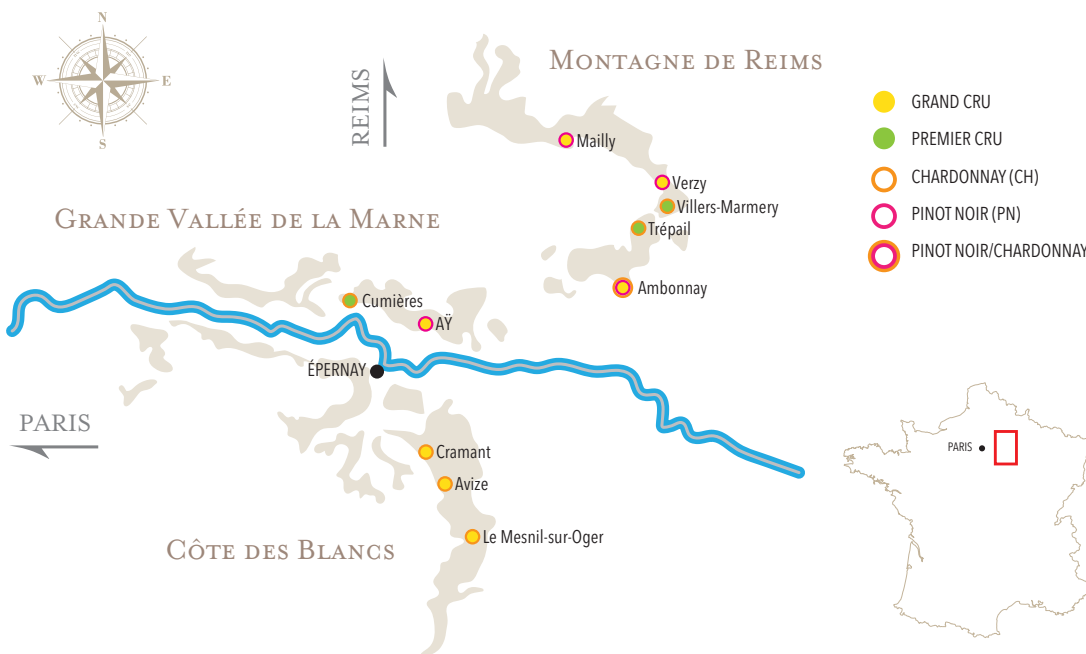 N
W
E
S
REIMS
MONTAGNE DE REIMS
GRAND CRU
PREMIER CRU
CHARDONNAY (CH)
PINOT NOIR (PN)
PINOT NOIR/CHARDONNAY
Mailly
Verzy
Villers-Marmery
Trépail
Ambonnay
GRANDE VALLÉE DE LA MARNE
Cumières
AŸ
ÉPERNAY
PARIS
Cramant
Avize
Le Mesnil-sur-Oger
CÔTE DES BLANCS
PARIS